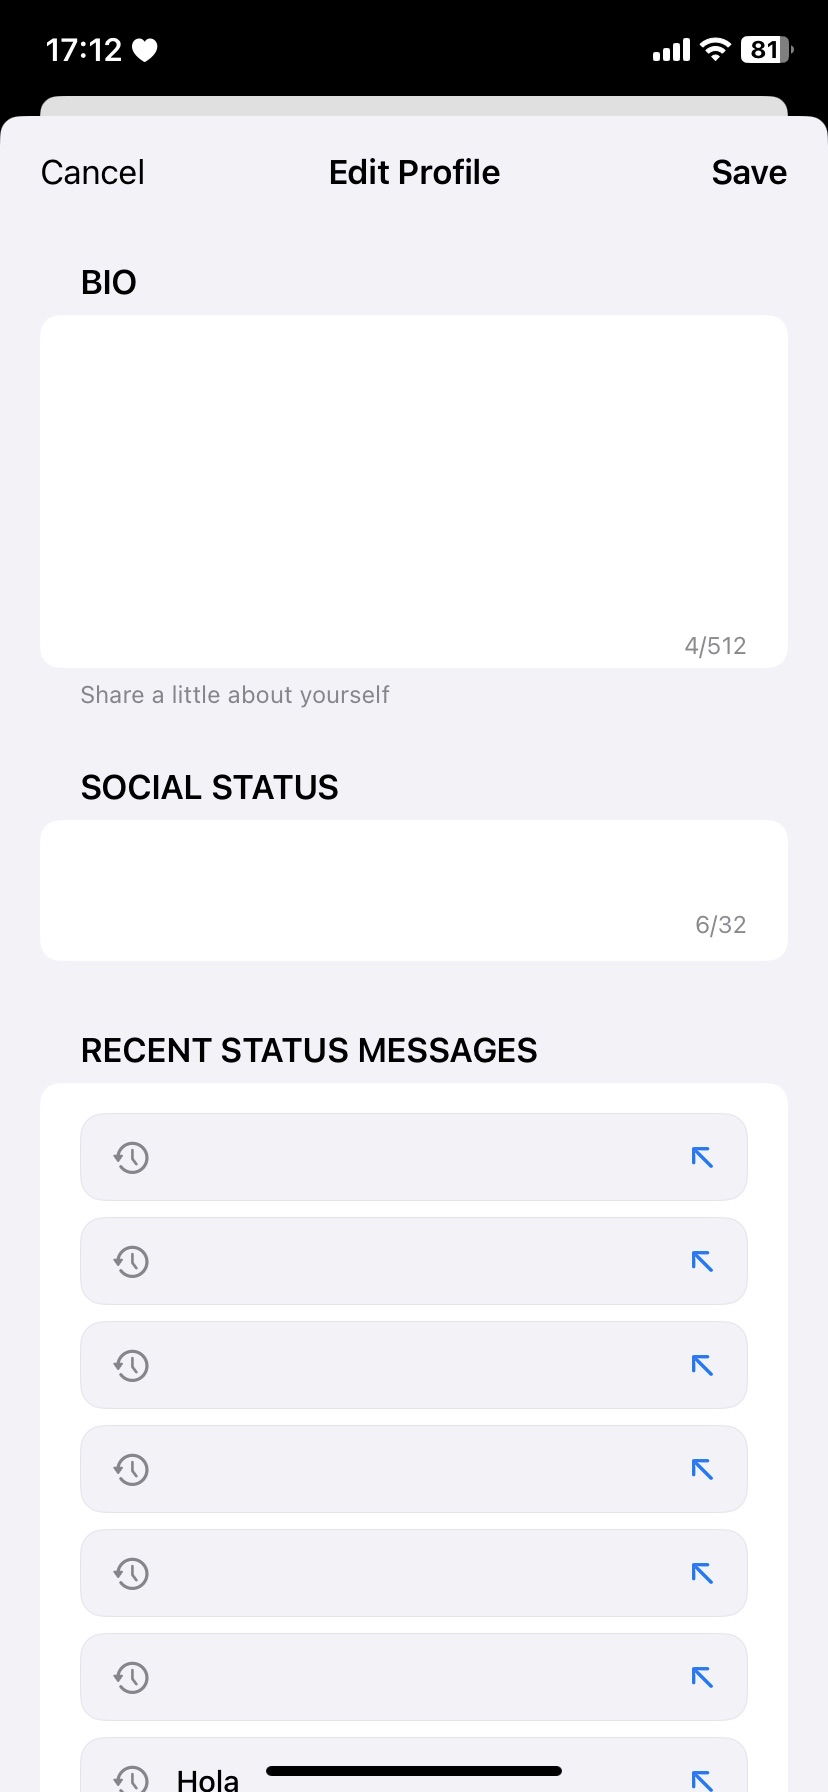 17:12
81
Cancel
Edit Profile
Save
BIO
4/512
Share a little about yourself
SOCIAL STATUS
6/32
RECENT STATUS MESSAGES
Hola